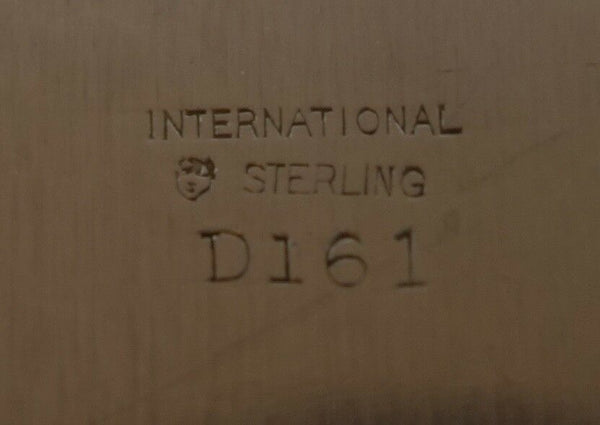 INTERNATIONAL
STERLING
D161